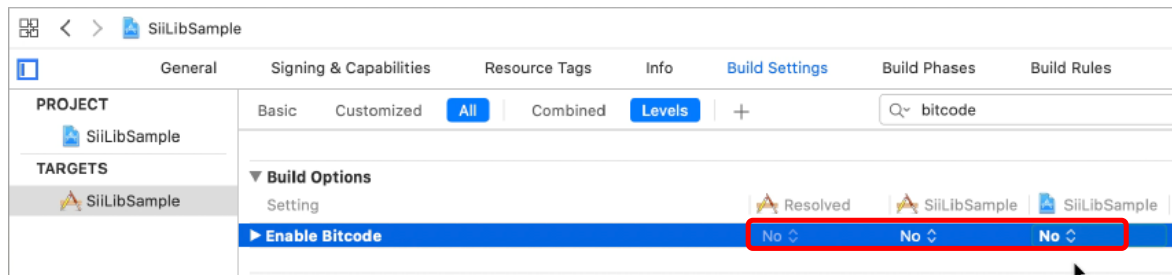 SiiLibSample
General Signing & Capabilities Resource Tags Info Build Settings Build Phases Build Rules
PROJECT
SiiLibSample
TARGETS
SiiLibSample
Basic Customized All Combined Levels + bitcode
Build Options
Setting Resolved SiiLibSample SiiLibSample
Enable Bitcode No No No